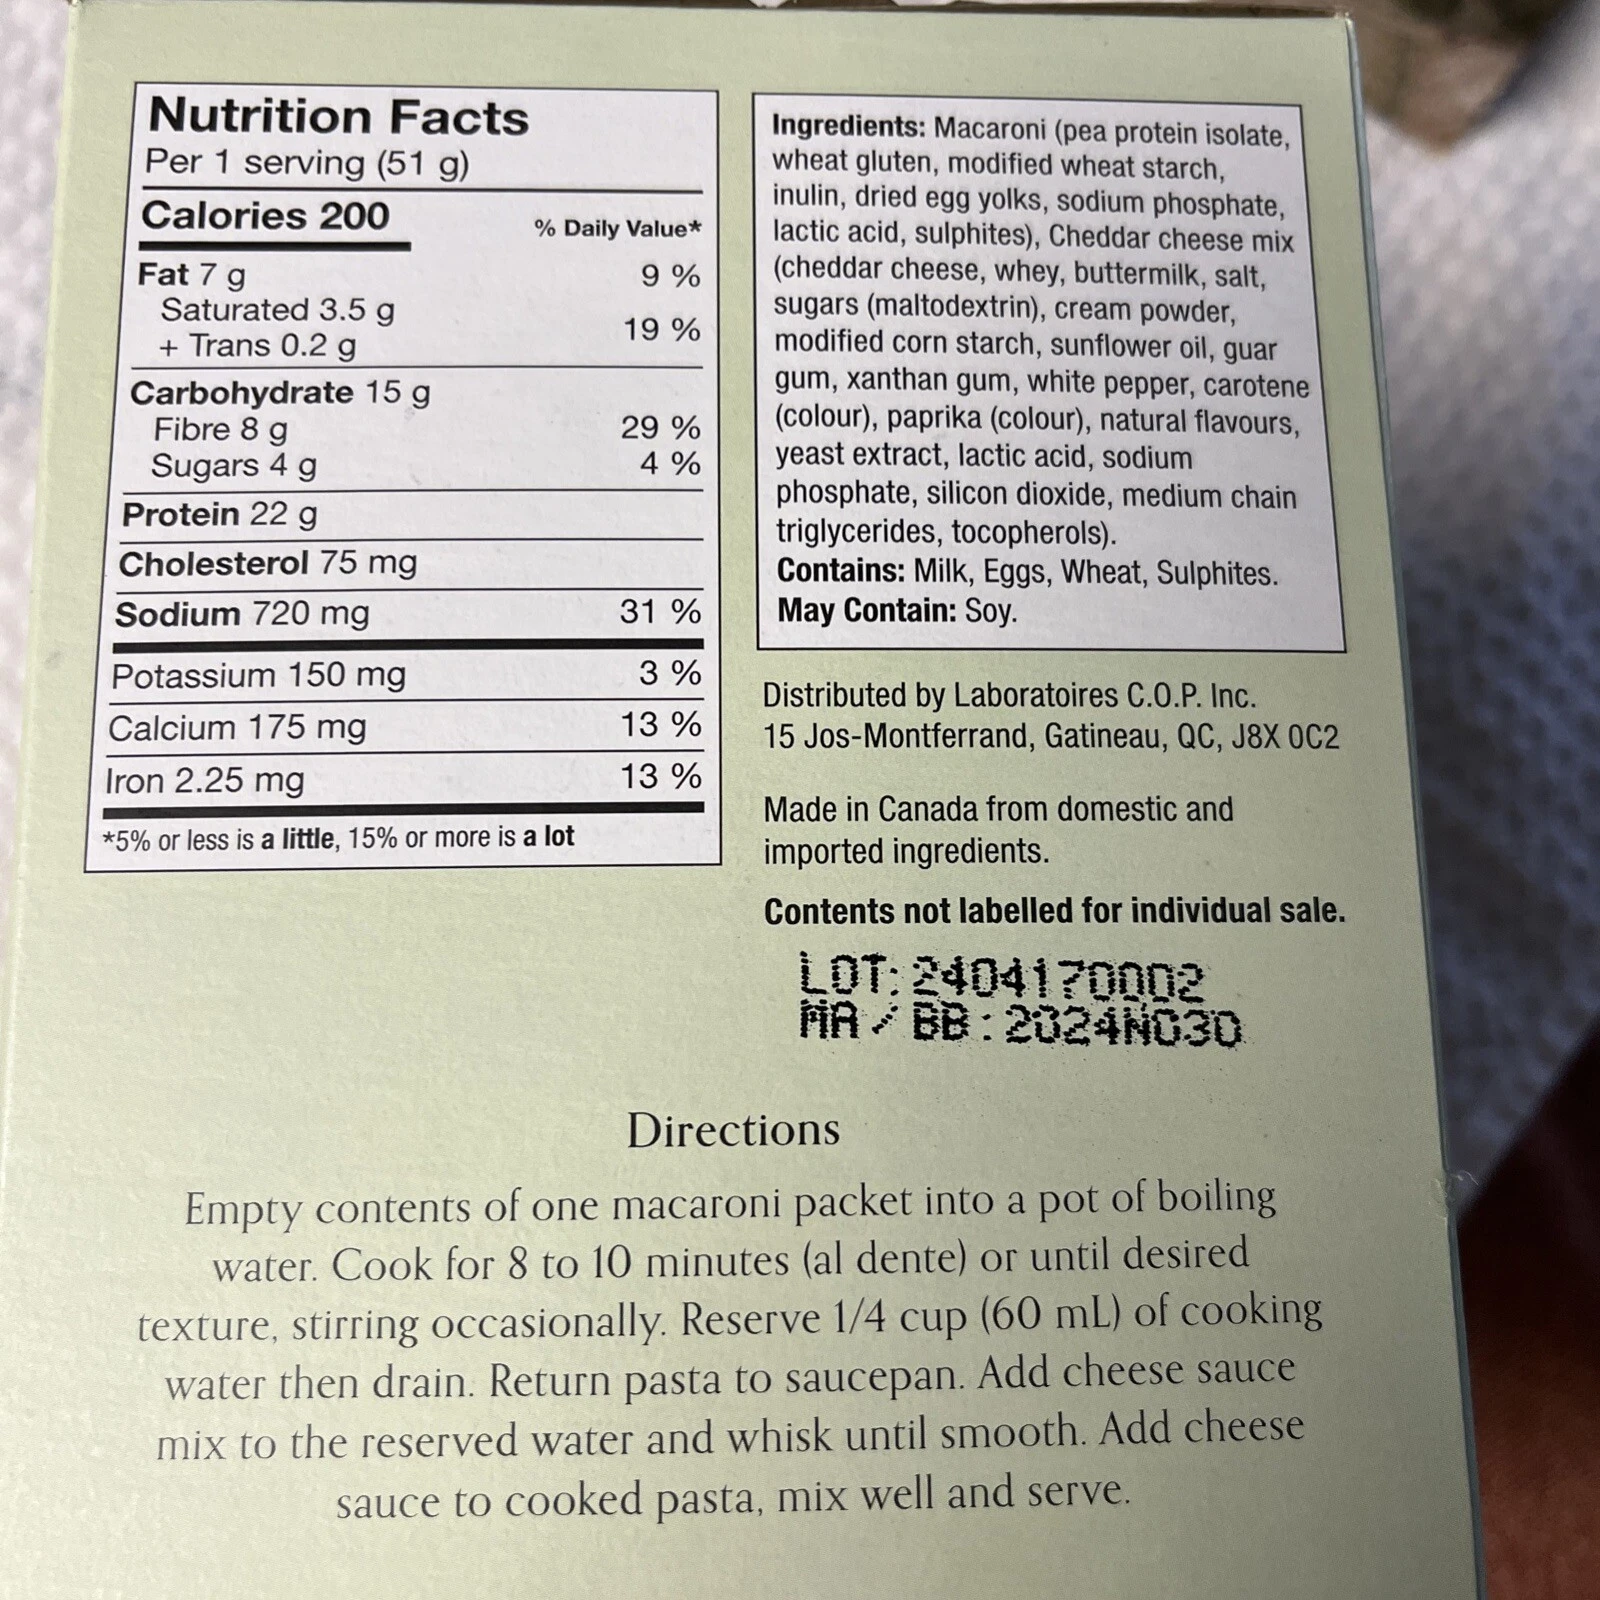 Nutrition Facts
Per 1 serving (51 g)
Calories 200
% Daily Value*
Fat 7 g 9 %
Saturated 3.5 g
+ Trans 0.2 g 19 %
Carbohydrate 15 g
Fibre 8 g 29 %
Sugars 4 g 4 %
Protein 22 g
Cholesterol 75 mg
Sodium 720 mg 31 %
Potassium 150 mg 3 %
Calcium 175 mg 13 %
Iron 2.25 mg 13 %
*5% or less is a little, 15% or more is a lot
Ingredients: Macaroni (pea protein isolate,
wheat gluten, modified wheat starch,
inulin, dried egg yolks, sodium phosphate,
lactic acid, sulphites), Cheddar cheese mix
(cheddar cheese, whey, buttermilk, salt,
sugars (maltodextrin), cream powder,
modified corn starch, sunflower oil, guar
gum, xanthan gum, white pepper, carotene
(colour), paprika (colour), natural flavours,
yeast extract, lactic acid, sodium
phosphate, silicon dioxide, medium chain
triglycerides, tocopherols).
Contains: Milk, Eggs, Wheat, Sulphites.
May Contain: Soy.
Distributed by Laboratoires C.O.P. Inc.
15 Jos-Montferrand, Gatineau, QC, J8X 0C2
Made in Canada from domestic and
imported ingredients.
Contents not labelled for individual sale.
LOT: 2404170002
MA / BB : 2024NO30
Directions
Empty contents of one macaroni packet into a pot of boiling
water. Cook for 8 to 10 minutes (al dente) or until desired
texture, stirring occasionally. Reserve 1/4 cup (60 mL) of cooking
water then drain. Return pasta to saucepan. Add cheese sauce
mix to the reserved water and whisk until smooth. Add cheese
sauce to cooked pasta, mix well and serve.